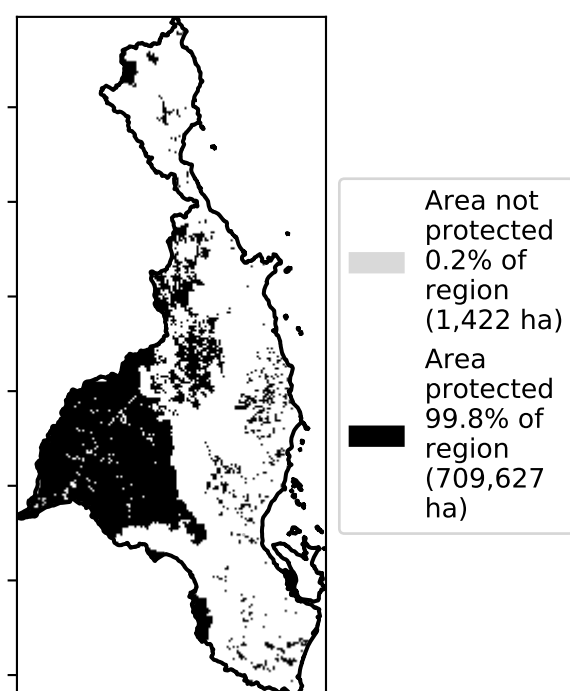 Area not
protected
0.2% of
region
(1,422 ha)
Area
protected
99.8% of
region
(709,627
ha)